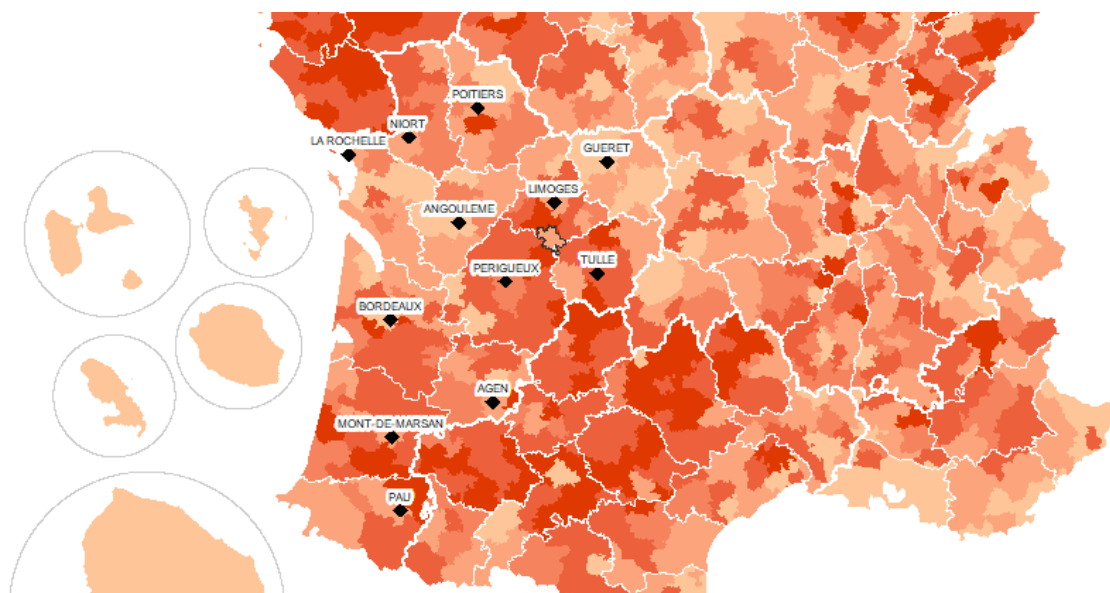 POITIERS
NIORT
LA ROCHELLE
GUERET
LIMOGES
ANGOULEME
TULLE
PERIGUEUX
BORDEAUX
AGEN
MONT-DE-MARSAN
PAU